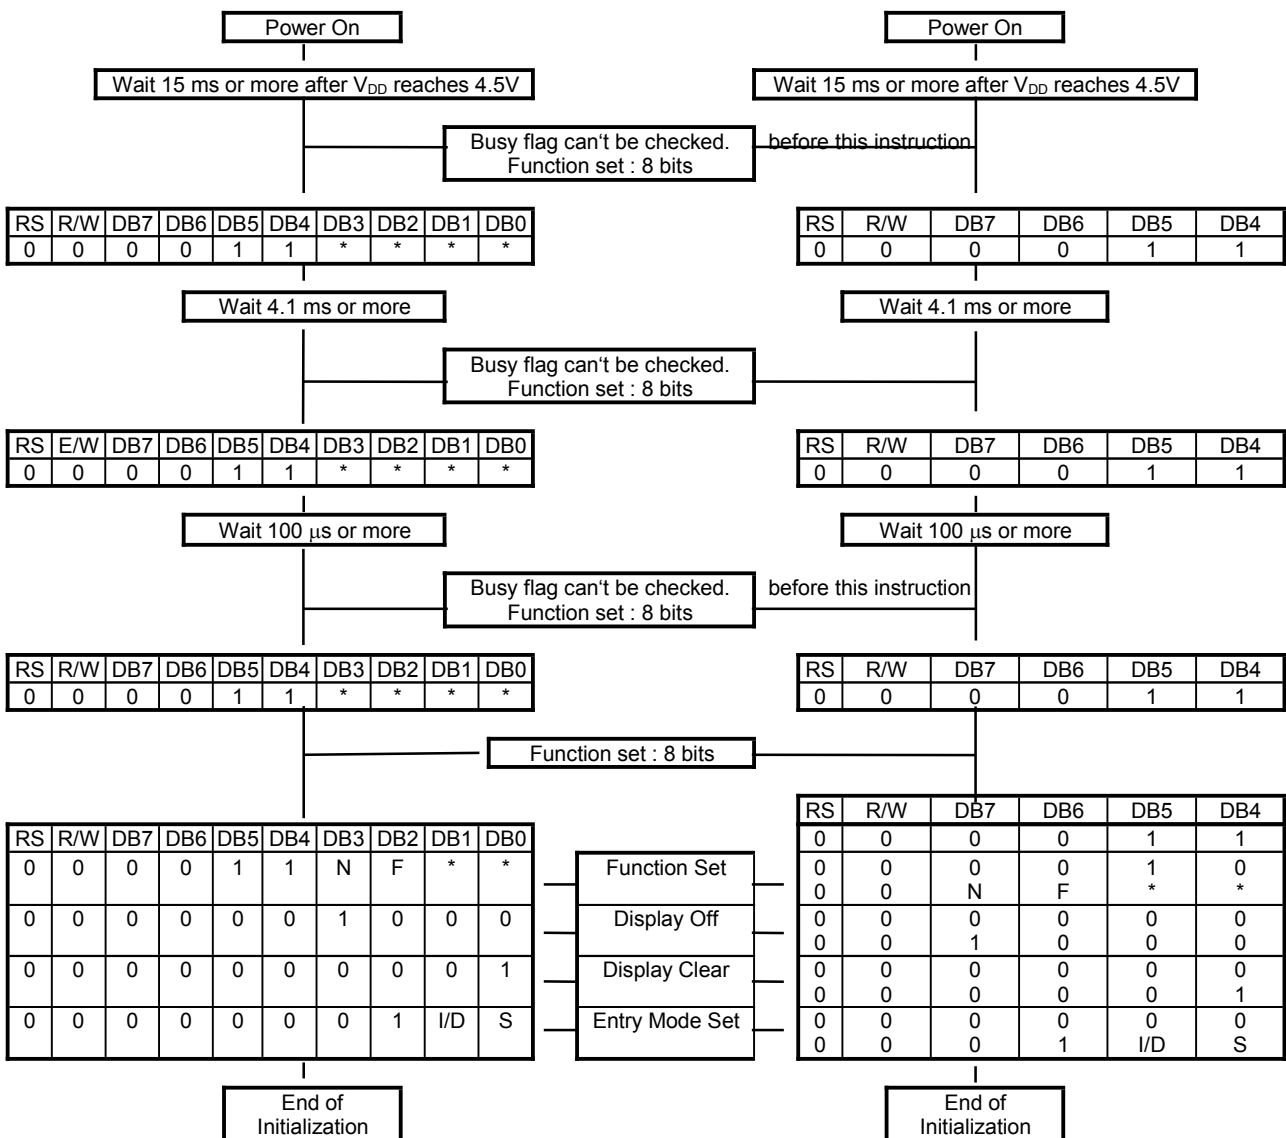 Power On Power On
Wait 15 ms or more after VDD reaches 4.5V Wait 15 ms or more after VDD reaches 4.5V
Busy flag can‘t be checked. before this instruction
Function set : 8 bits
RS R/W DB7 DB6 DB5 DB4 DB3 DB2 DB1 DB0 RS R/W DB7 DB6 DB5 DB4
0 0 0 0 1 1 * * * * 0 0 0 0 1 1
Wait 4.1 ms or more Wait 4.1 ms or more
Busy flag can‘t be checked.
Function set : 8 bits
RS E/W DB7 DB6 DB5 DB4 DB3 DB2 DB1 DB0 RS R/W DB7 DB6 DB5 DB4
0 0 0 0 1 1 * * * * 0 0 0 0 1 1
Wait 100 μs or more Wait 100 μs or more
Busy flag can‘t be checked. before this instruction
Function set : 8 bits
RS R/W DB7 DB6 DB5 DB4 DB3 DB2 DB1 DB0 RS R/W DB7 DB6 DB5 DB4
0 0 0 0 1 1 * * * * 0 0 0 0 1 1
Function set : 8 bits
RS R/W DB7 DB6 DB5 DB4
RS R/W DB7 DB6 DB5 DB4 DB3 DB2 DB1 DB0 0 0 0 0 1 1
0 0 0 0 1 1 N F * * Function Set 0 0 0 0 1 0
0 0 N F * *
0 0 0 0 0 0 1 0 0 0 Display Off 0 0 0 0 0 0
0 0 1 0 0 0
0 0 0 0 0 0 0 0 0 1 Display Clear 0 0 0 0 0 0
0 0 0 0 0 1
0 0 0 0 0 0 0 1 I/D S Entry Mode Set 0 0 0 0 0 0
0 0 0 1 I/D S
End of End of
Initialization Initialization